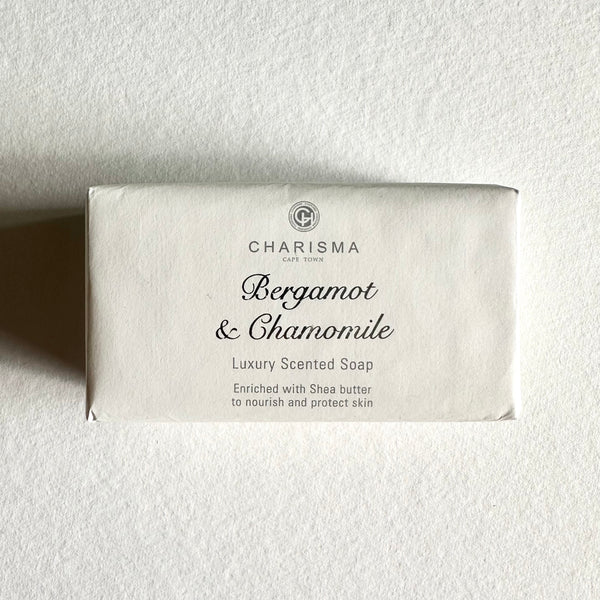 CH
CHARISMA
CAPE TOWN
Bergamot
& Chamomile
Luxury Scented Soap
Enriched with Shea butter
to nourish and protect skin